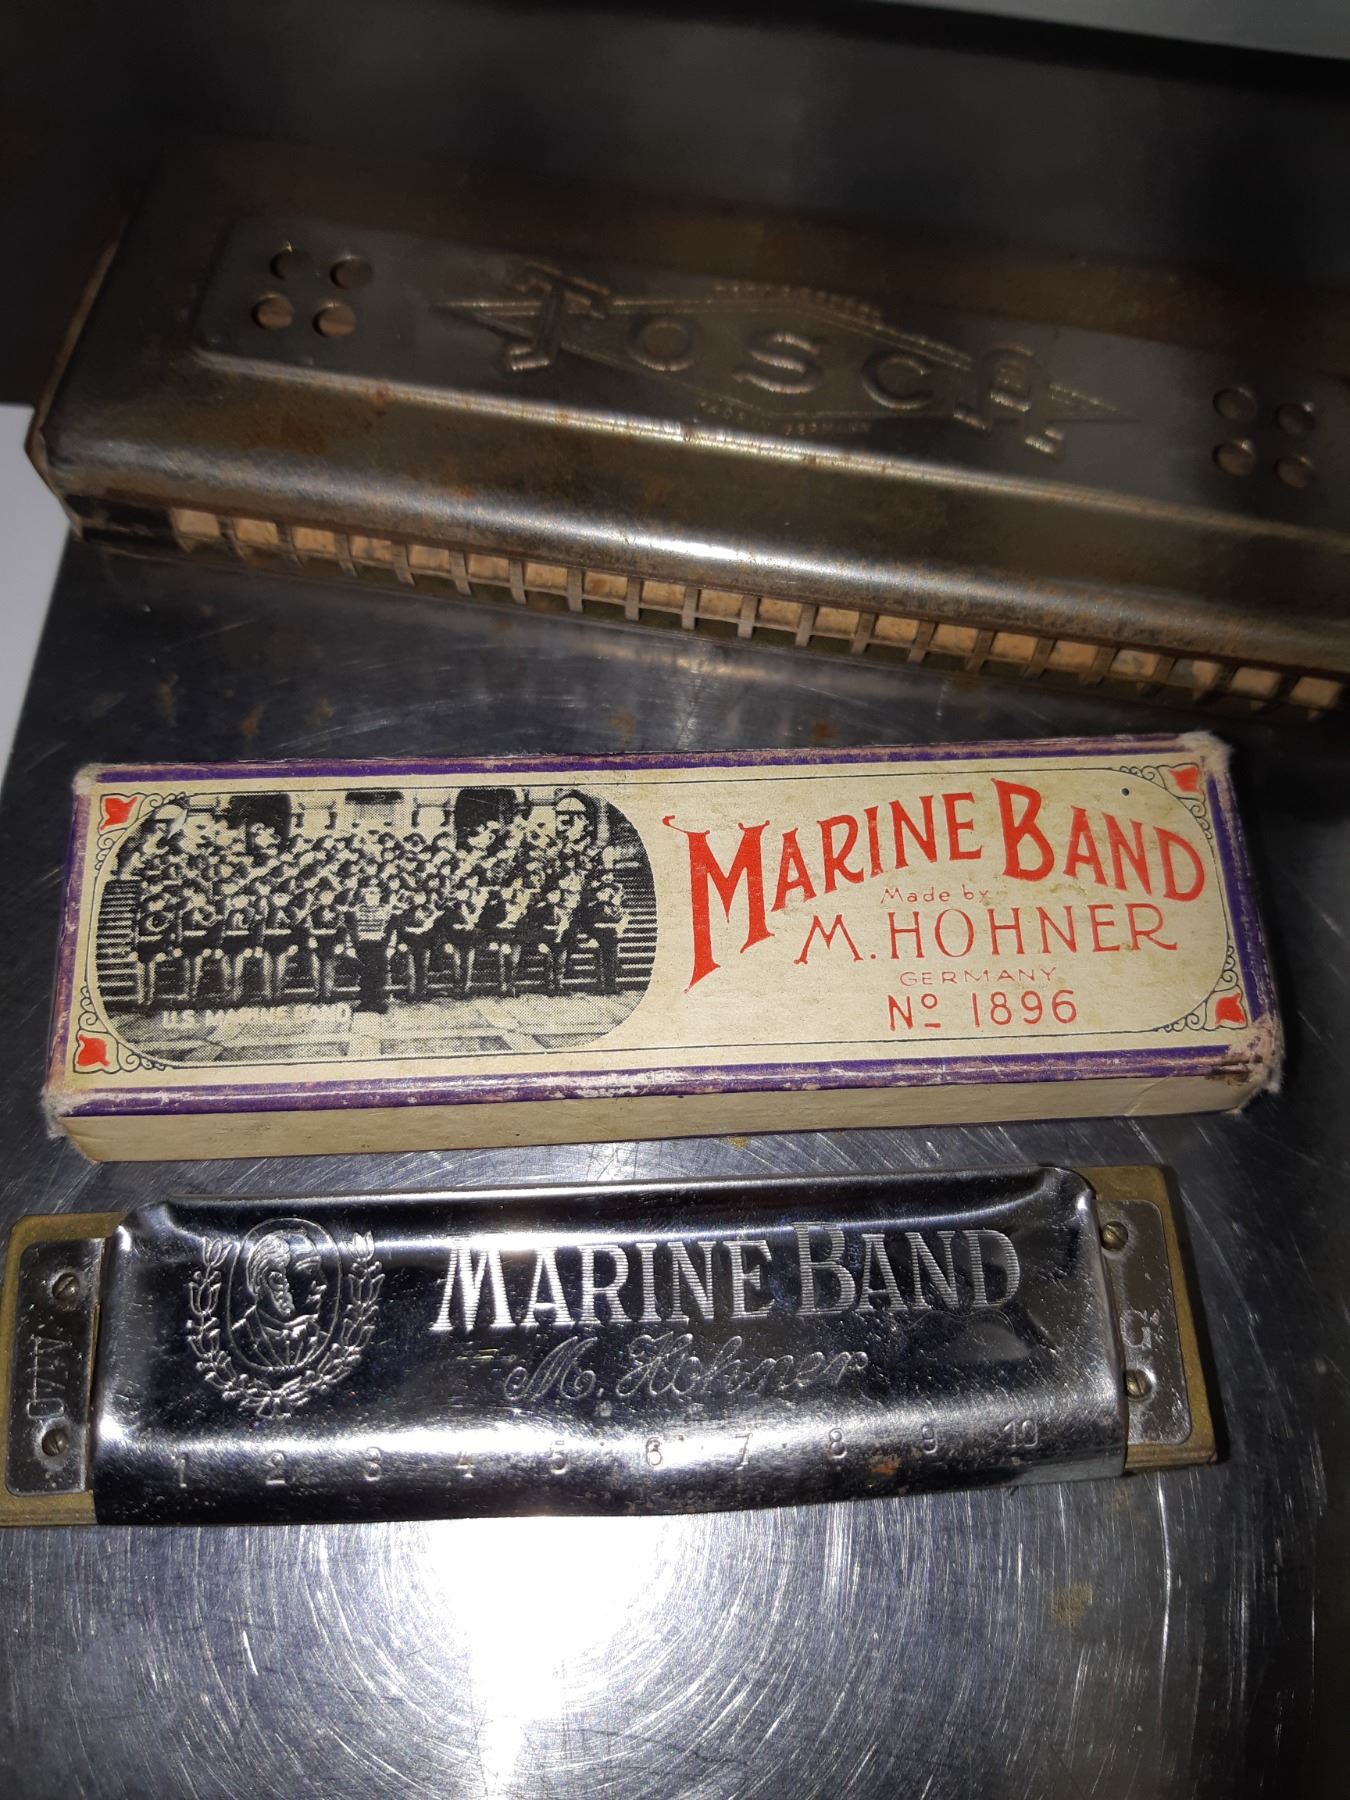 TOSCA
MADE IN GERMANY
MARINE BAND
Made by
M. HOHNER
GERMANY
Nº 1896
U.S. MARINE BAND
MARINE BAND
M. Hohner
A440
C
1 2 3 4 5 6 7 8 9 10